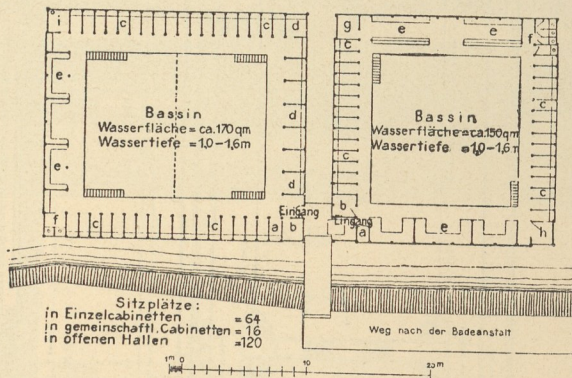 i c c d g e e f
c
e
Bassin
Wasserfläche = ca. 170 qm
Wassertiefe = 1,0–1,6 m
d
c
Bassin
Wasserfläche = ca. 150 qm
Wassertiefe = 1,0–1,6 m
c
e
d
c
c
f c c a b
Eingang
b
Eingang
a e h
Sitzplätze:
in Einzelcabinetten = 64
in gemeinschaftl. Cabinetten = 16
in offenen Hallen = 120
Weg nach der Badeanstalt
1m 0 10 20 m